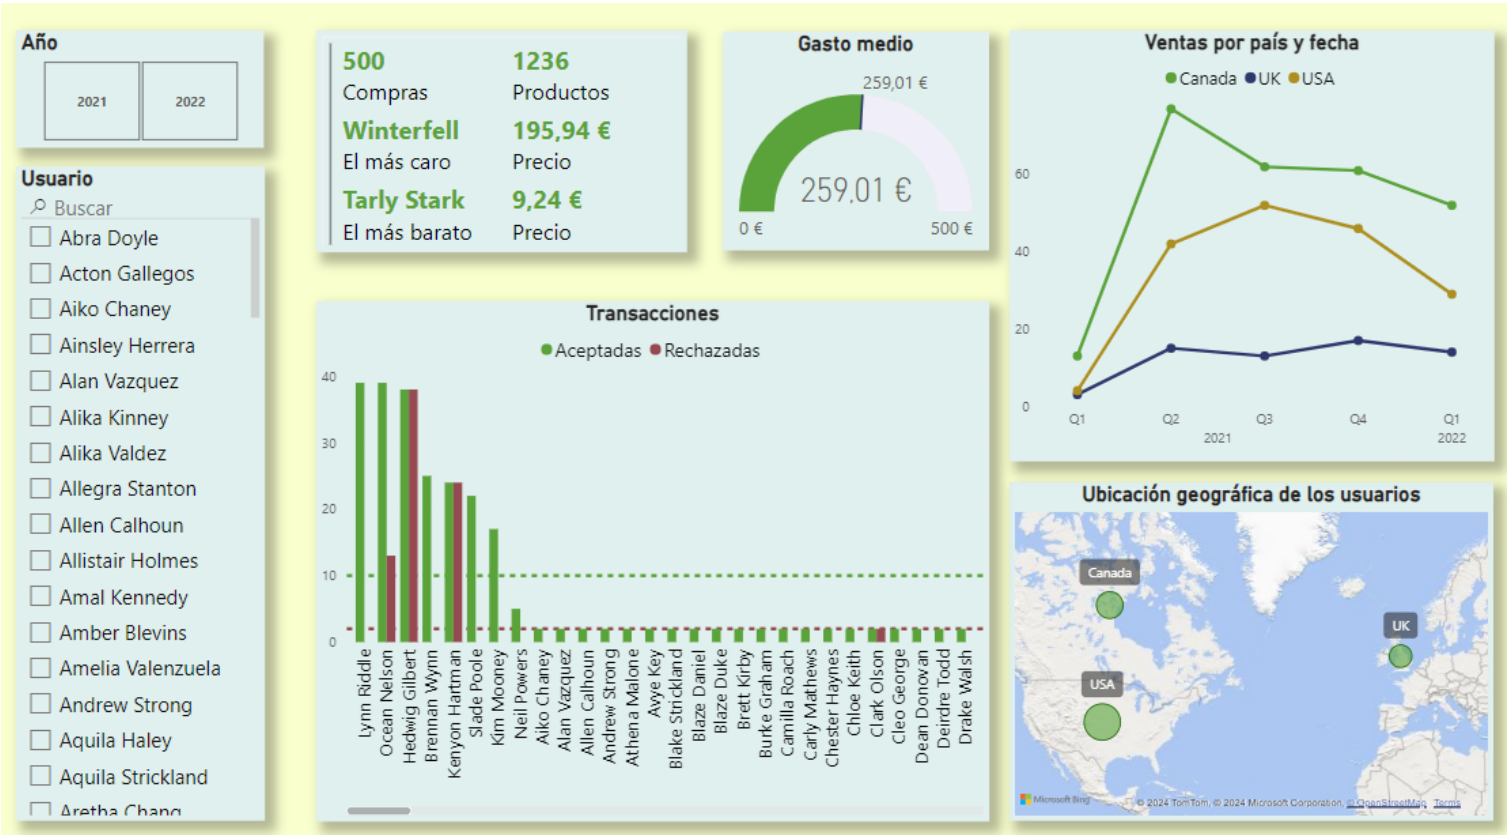 Año
2021 2022
Usuario
Buscar
Abra Doyle
Acton Gallegos
Aiko Chaney
Ainsley Herrera
Alan Vazquez
Alika Kinney
Alika Valdez
Allegra Stanton
Allen Calhoun
Allistair Holmes
Amal Kennedy
Amber Blevins
Amelia Valenzuela
Andrew Strong
Aquila Haley
Aquila Strickland
Aretha Chang
500 1236
Compras Productos
Winterfell 195,94 €
El más caro Precio
Tarly Stark 9,24 €
El más barato Precio
Gasto medio
259,01 €
259,01 €
0 € 500 €
Transacciones
Aceptadas Rechazadas
40
30
20
10
0
Lynn Riddle
Ocean Nelson
Hedwig Gilbert
Brennan Wynn
Kenyon Hartman
Slade Poole
Kim Mooney
Neil Powers
Aiko Chaney
Alan Vazquez
Allen Calhoun
Andrew Strong
Athena Malone
Avye Key
Blake Strickland
Blaze Daniel
Blaze Duke
Brett Kirby
Burke Graham
Camilla Roach
Carly Mathews
Chester Haynes
Chloe Keith
Clark Olson
Cleo George
Dean Donovan
Deirdre Todd
Drake Walsh
Ventas por país y fecha
Canada UK USA
60
40
20
0
Q1 Q2 Q3 Q4 Q1
2021 2022
Ubicación geográfica de los usuarios
Canada
UK
USA
Microsoft Bing
© 2024 TomTom, © 2024 Microsoft Corporation, © OpenStreetMap Terms